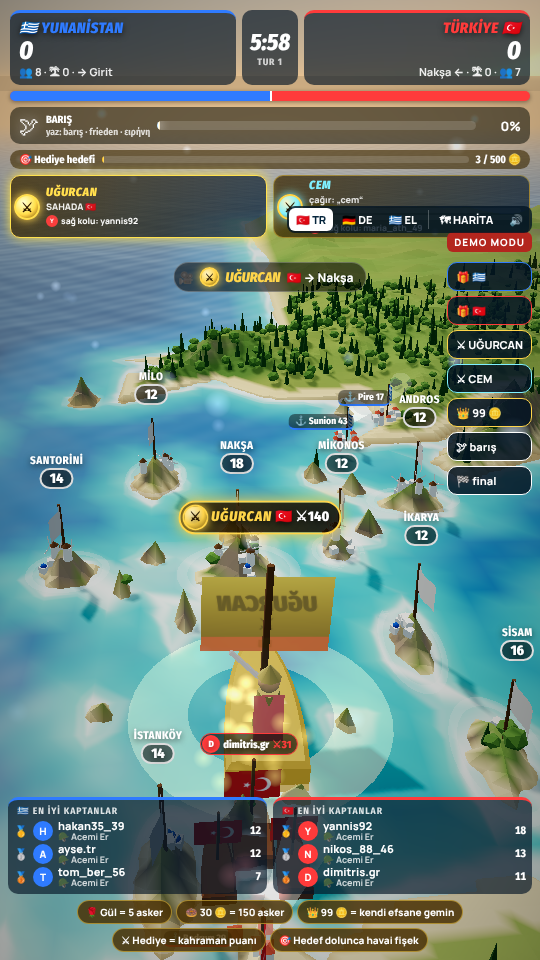 YUNANİSTAN
0
8 · 0 · → Girit
5:58
TUR 1
TÜRKİYE
0
Nakşa ← · 0 · 7
BARIŞ
yaz: barış · frieden · ειρήνη
0%
Hediye hedefi
3 / 500
UĞURCAN
SAHADA
Y sağ kolu: yannis92
CEM
çağır: „cem“
TR
DE
EL
HARİTA
DEMO MODU
UĞURCAN → Nakşa
UĞURCAN
CEM
99
barış
final
MİLO
12
Pire 17
ANDROS
12
Sunion 43
SANTORİNİ
14
NAKŞA
18
MİKONOS
12
UĞURCAN 140
İKARYA
12
UĞURCAN
SİSAM
16
İSTANKÖY
14
D dimitris.gr 31
EN İYİ KAPTANLAR
H hakan35_39 12
Acemi Er
A ayse.tr 12
Acemi Er
T tom_ber_56 7
Acemi Er
EN İYİ KAPTANLAR
Y yannis92 18
Acemi Er
N nikos_88_46 13
Acemi Er
D dimitris.gr 11
Acemi Er
Gül = 5 asker
30 = 150 asker
99 = kendi efsane gemin
Hediye = kahraman puanı
Hedef dolunca havai fişek